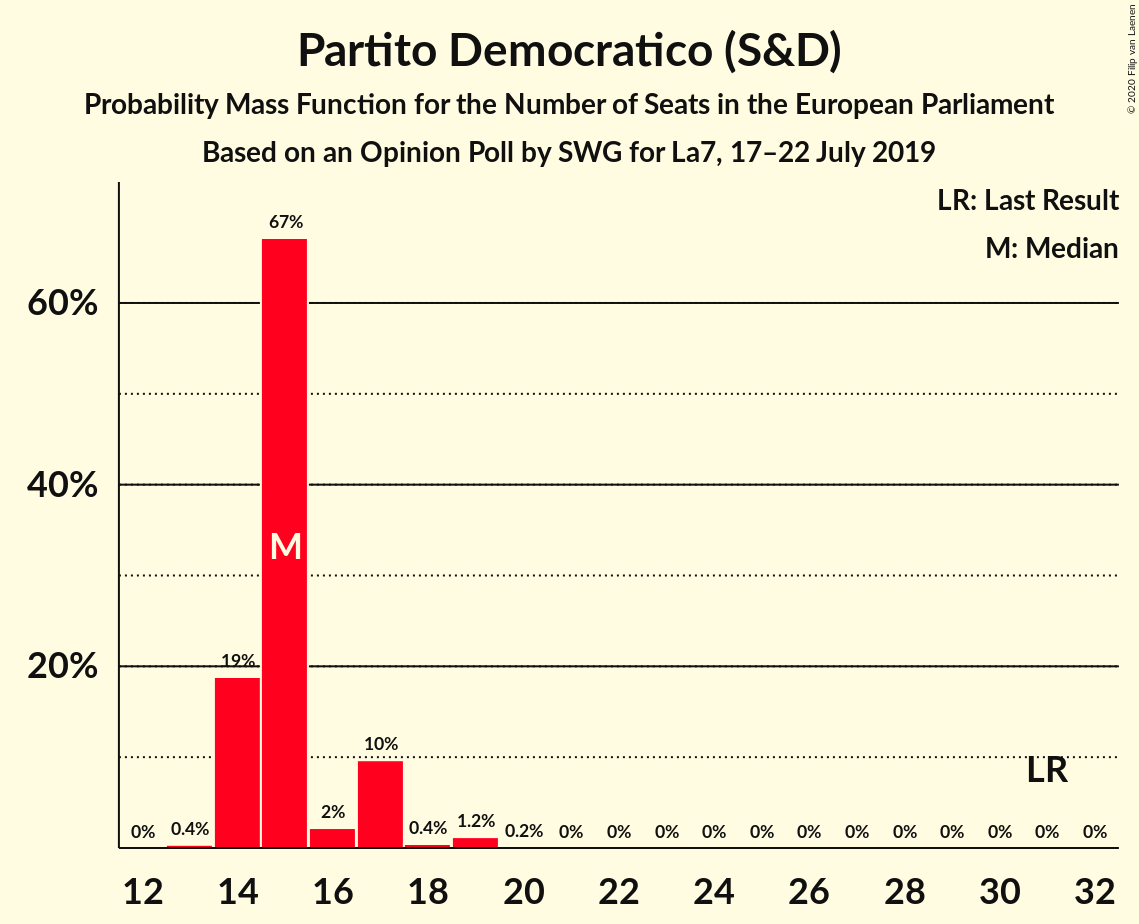 Partito Democratico (S&D)
Probability Mass Function for the Number of Seats in the European Parliament
Based on an Opinion Poll by SWG for La7, 17–22 July 2019
© 2020 Filip van Laenen
LR: Last Result
M: Median
60%
40%
20%
0% 0.4% 19% 67% 2% 10% 0.4% 1.2% 0.2% 0% 0% 0% 0% 0% 0% 0% 0% 0% 0% 0% 0%
M
LR
12 14 16 18 20 22 24 26 28 30 32